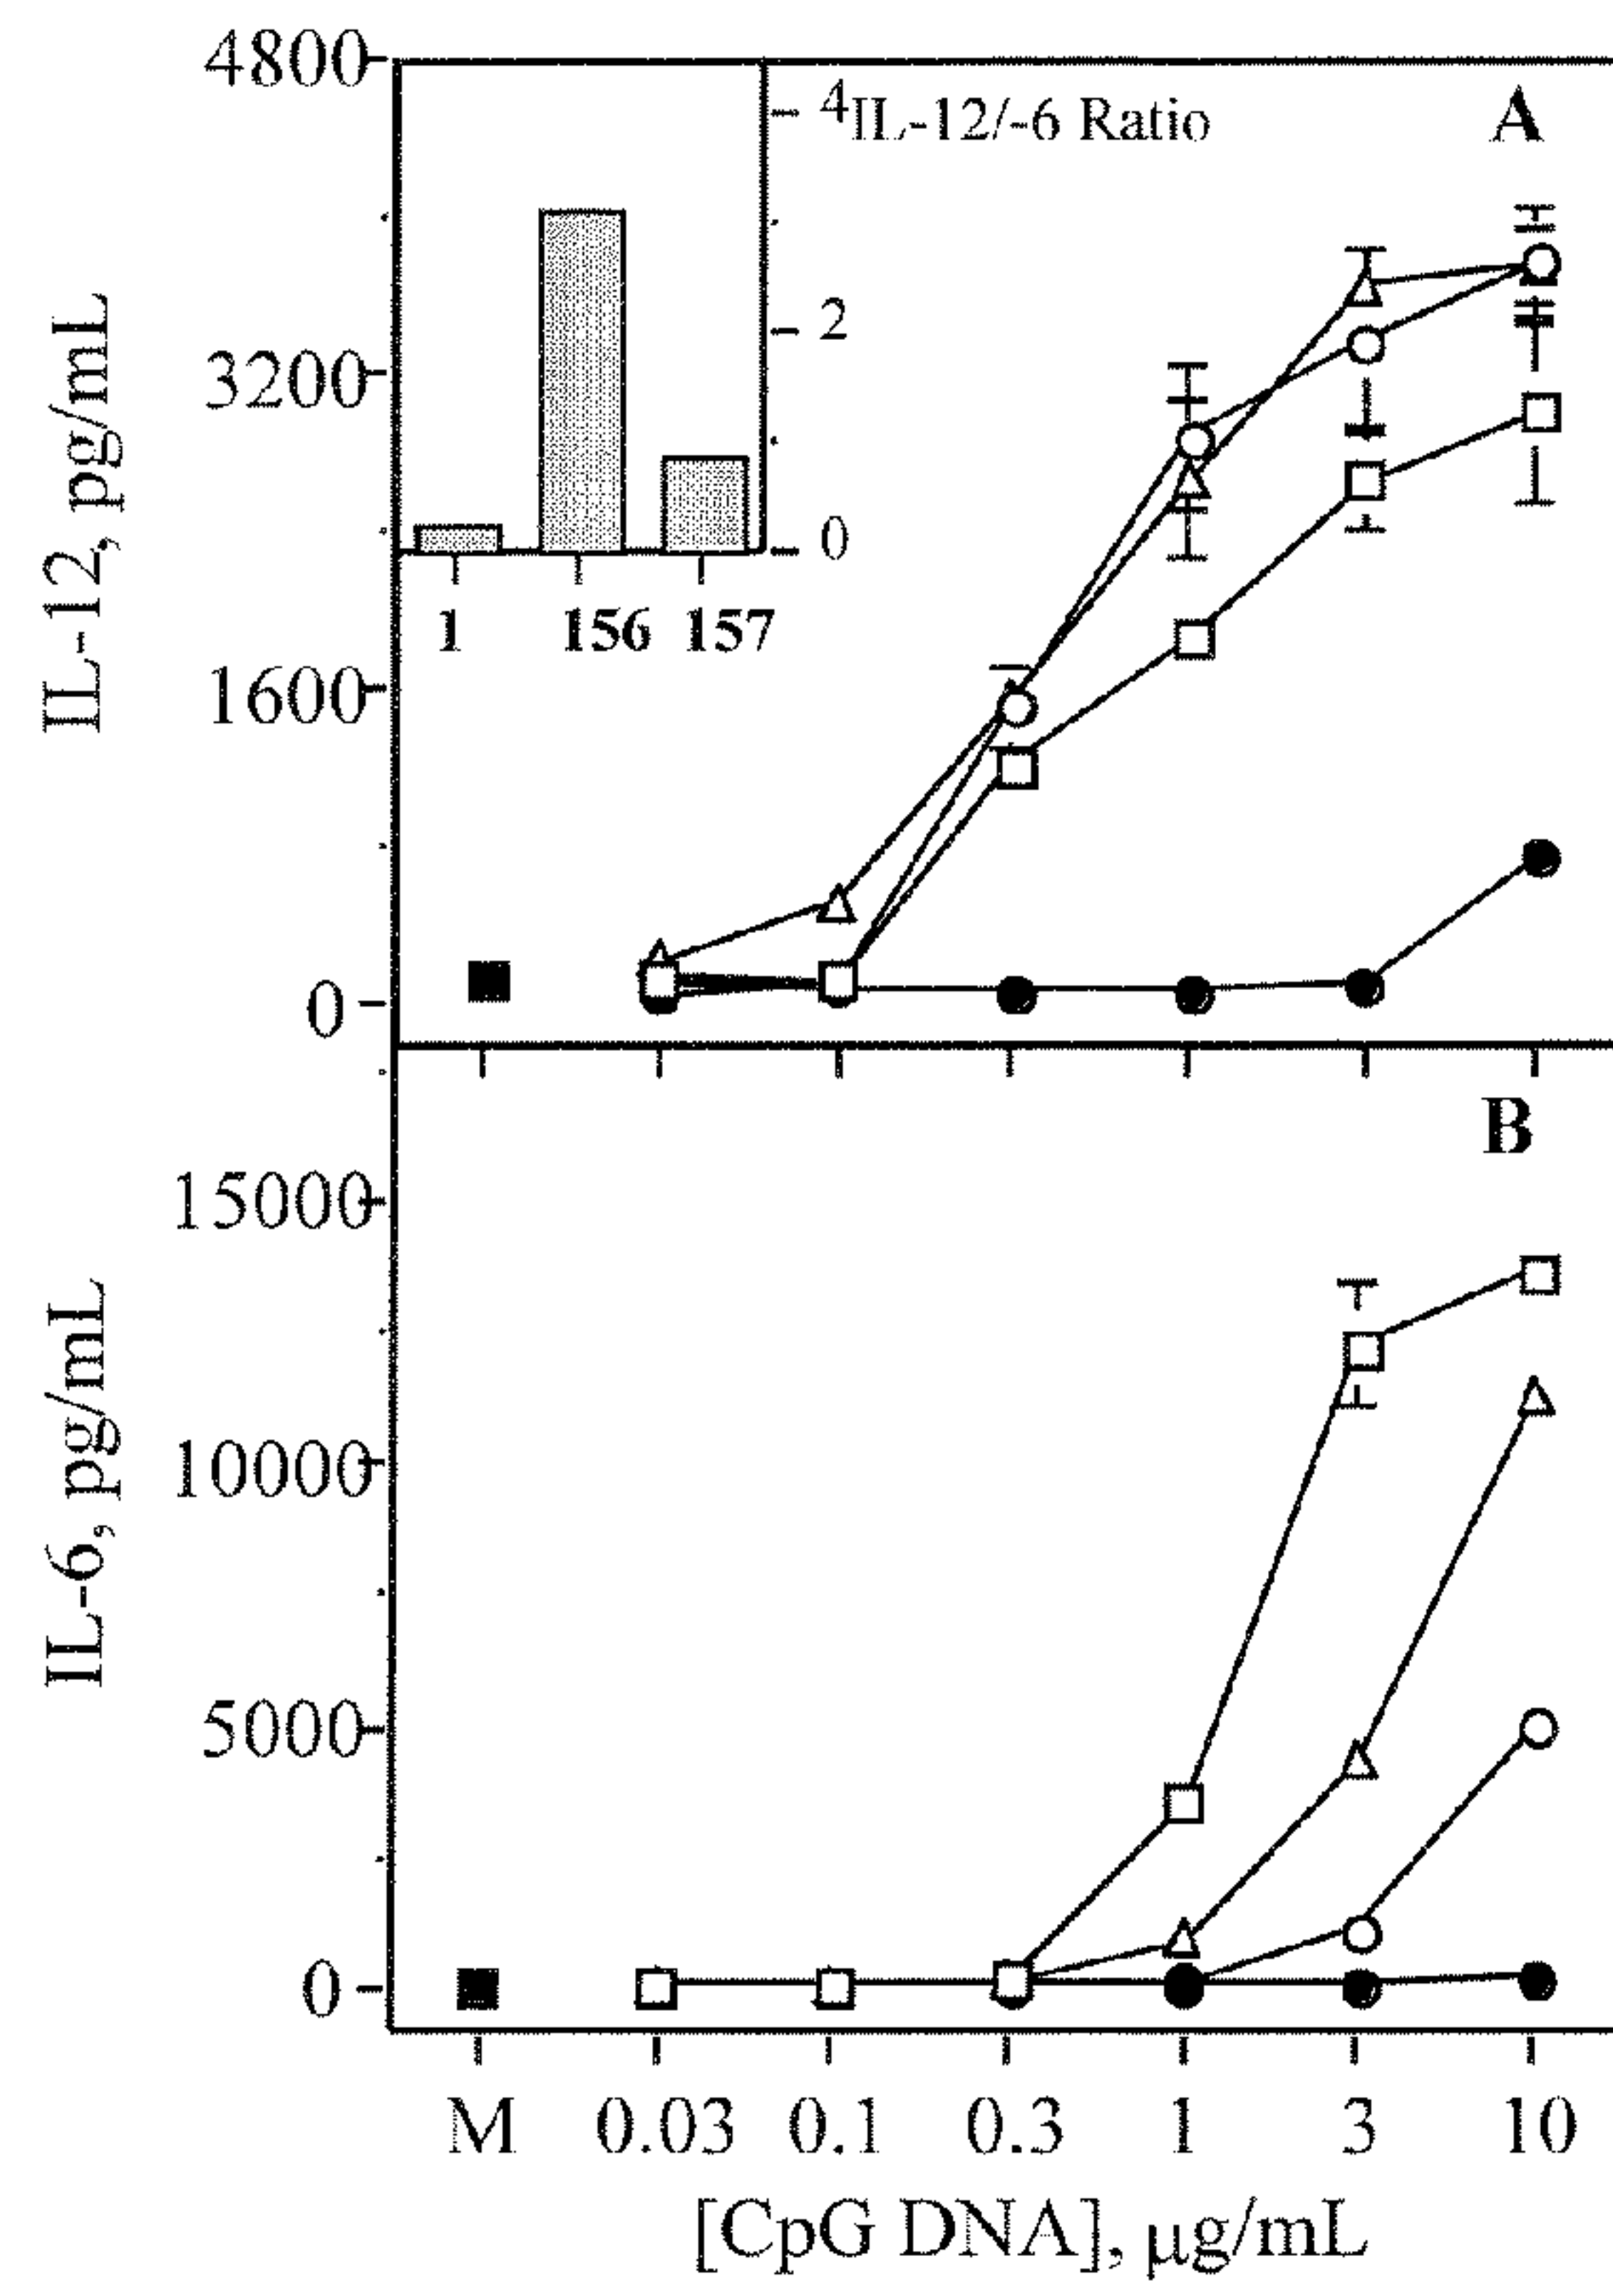 4800
4
IL-12/-6 Ratio
A
2
3200
0
1 156 157
1600
0
IL-12, pg/mL
B
15000
10000
5000
0
IL-6, pg/mL
M 0.03 0.1 0.3 1 3 10
[CpG DNA], µg/mL